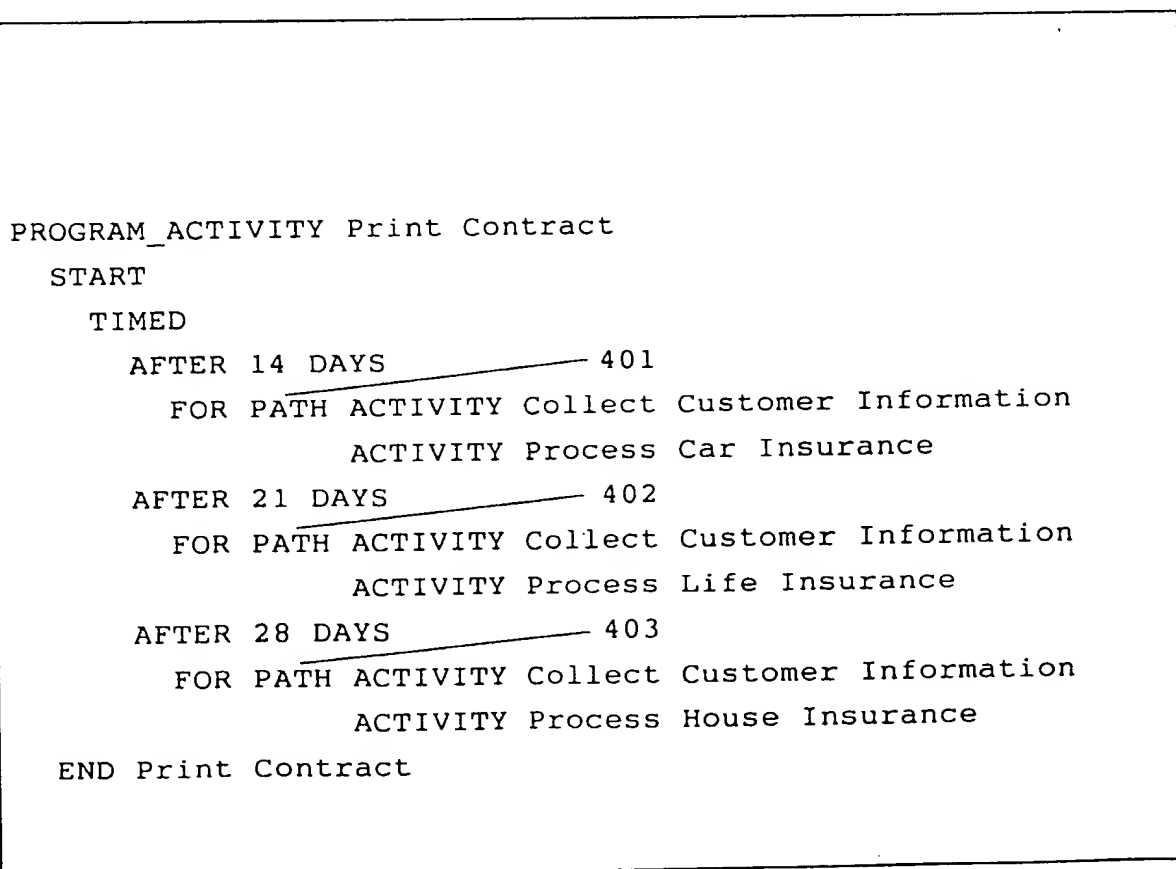 PROGRAM_ACTIVITY Print Contract
START
TIMED
AFTER 14 DAYS 401
FOR PATH ACTIVITY Collect Customer Information
ACTIVITY Process Car Insurance
AFTER 21 DAYS 402
FOR PATH ACTIVITY Collect Customer Information
ACTIVITY Process Life Insurance
AFTER 28 DAYS 403
FOR PATH ACTIVITY Collect Customer Information
ACTIVITY Process House Insurance
END Print Contract